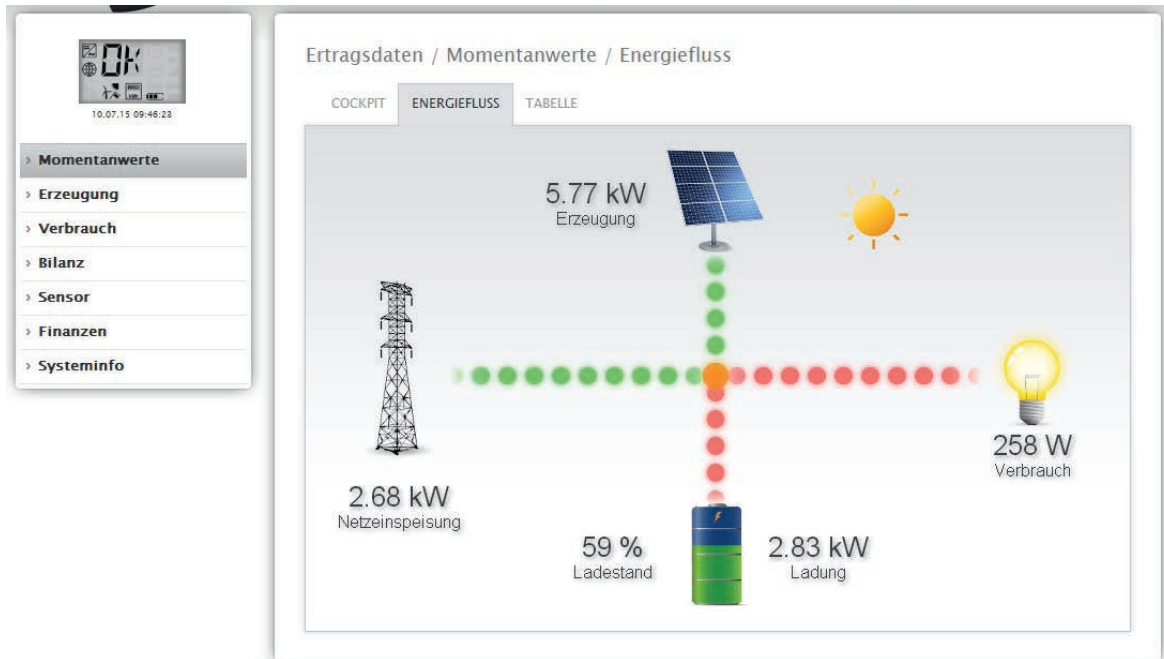 OK
10.07.15 09:46:23
› Momentanwerte
› Erzeugung
› Verbrauch
› Bilanz
› Sensor
› Finanzen
› Systeminfo
Ertragsdaten / Momentanwerte / Energiefluss
COCKPIT ENERGIEFLUSS TABELLE
5.77 kW
Erzeugung
2.68 kW
Netzeinspeisung
258 W
Verbrauch
59 %
Ladestand
2.83 kW
Ladung